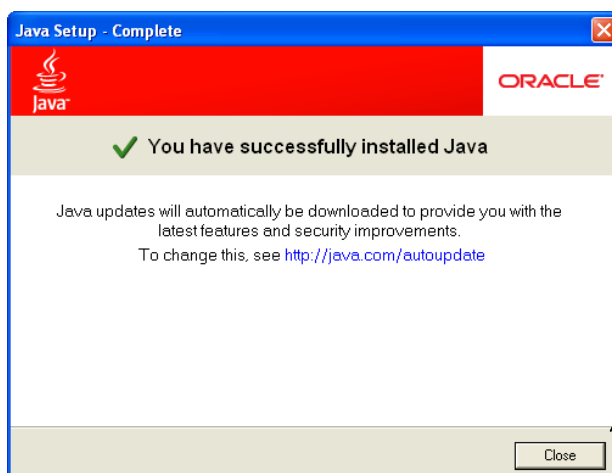 Java Setup - Complete
Java™
ORACLE®
You have successfully installed Java
Java updates will automatically be downloaded to provide you with the
latest features and security improvements.
To change this, see http://java.com/autoupdate
Close